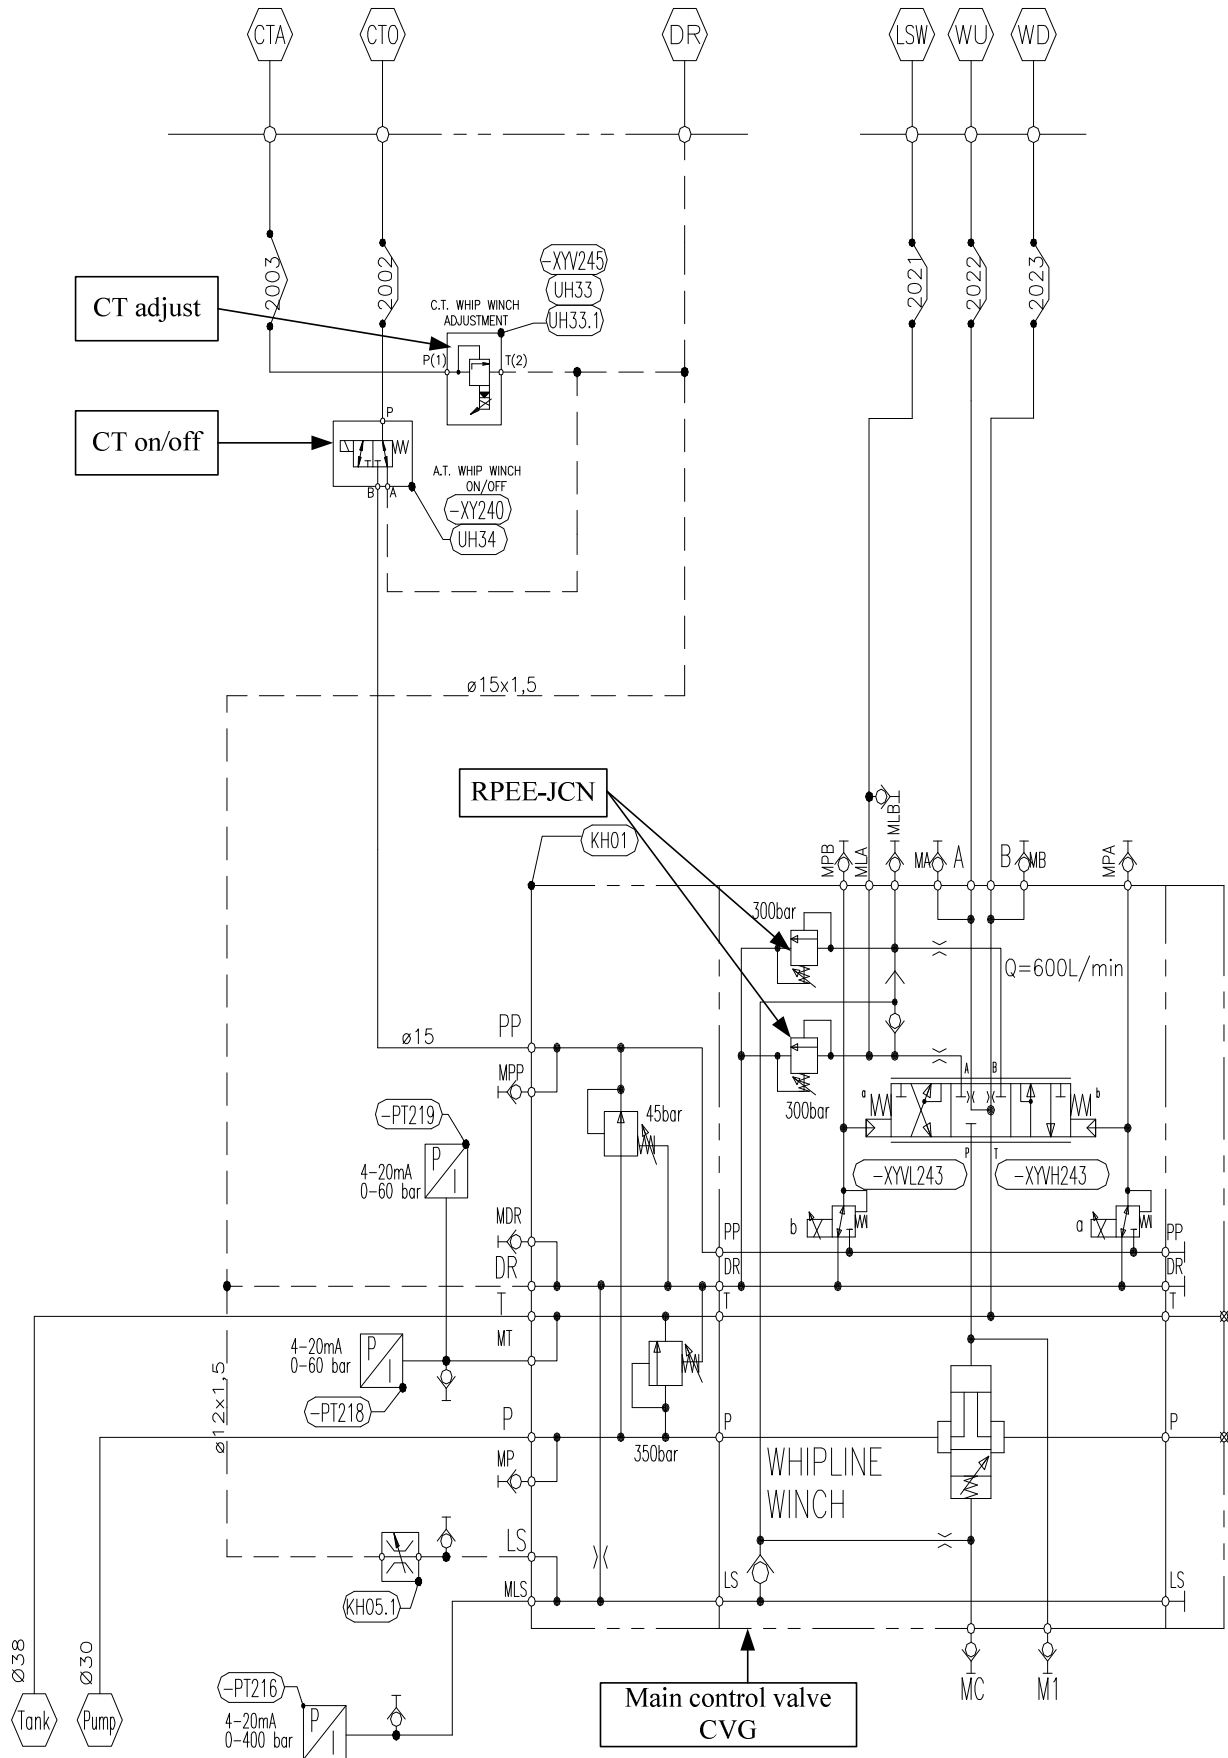 CTA
CTO
DR
LSW
WU
WD
2003
2002
2021
2022
2023
-XYV245
UH33
UH33.1
C.T. WHIP WINCH
ADJUSTMENT
CT adjust
P(1)
T(2)
P
CT on/off
B
A
A.T. WHIP WINCH
ON/OFF
-XY240
UH34
ø15x1,5
RPEE-JCN
KH01
MPB
MLA
MLB
MA
A
B
MB
MPA
300bar
Q=600L/min
PP
ø15
MPP
45bar
300bar
A
B
a
b
P
T
-PT219
P
I
4-20mA
0-60 bar
-XYVL243
-XYVH243
MDR
b
a
PP
PP
DR
DR
DR
T
T
T
MT
4-20mA
0-60 bar
P
I
-PT218
ø12x1,5
P
P
P
350bar
MP
WHIPLINE
WINCH
LS
MLS
LS
LS
KH05.1
Ø38
Ø30
Tank
Pump
-PT216
4-20mA
0-400 bar
P
I
Main control valve
CVG
MC
M1